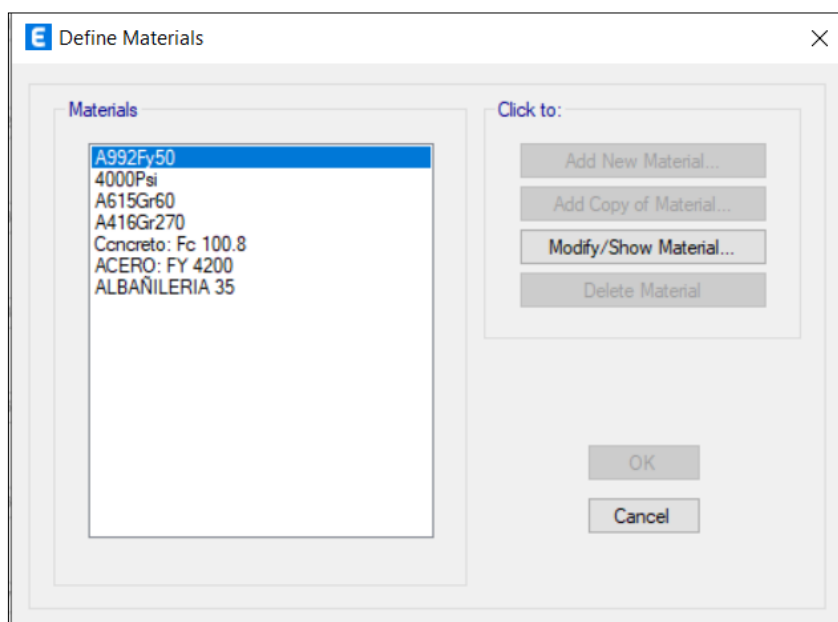 E Define Materials
Materials
A992Fy50
4000Psi
A615Gr60
A416Gr270
Concreto: Fc 100.8
ACERO: FY 4200
ALBAÑILERIA 35
Click to:
Add New Material...
Add Copy of Material...
Modify/Show Material...
Delete Material
OK
Cancel